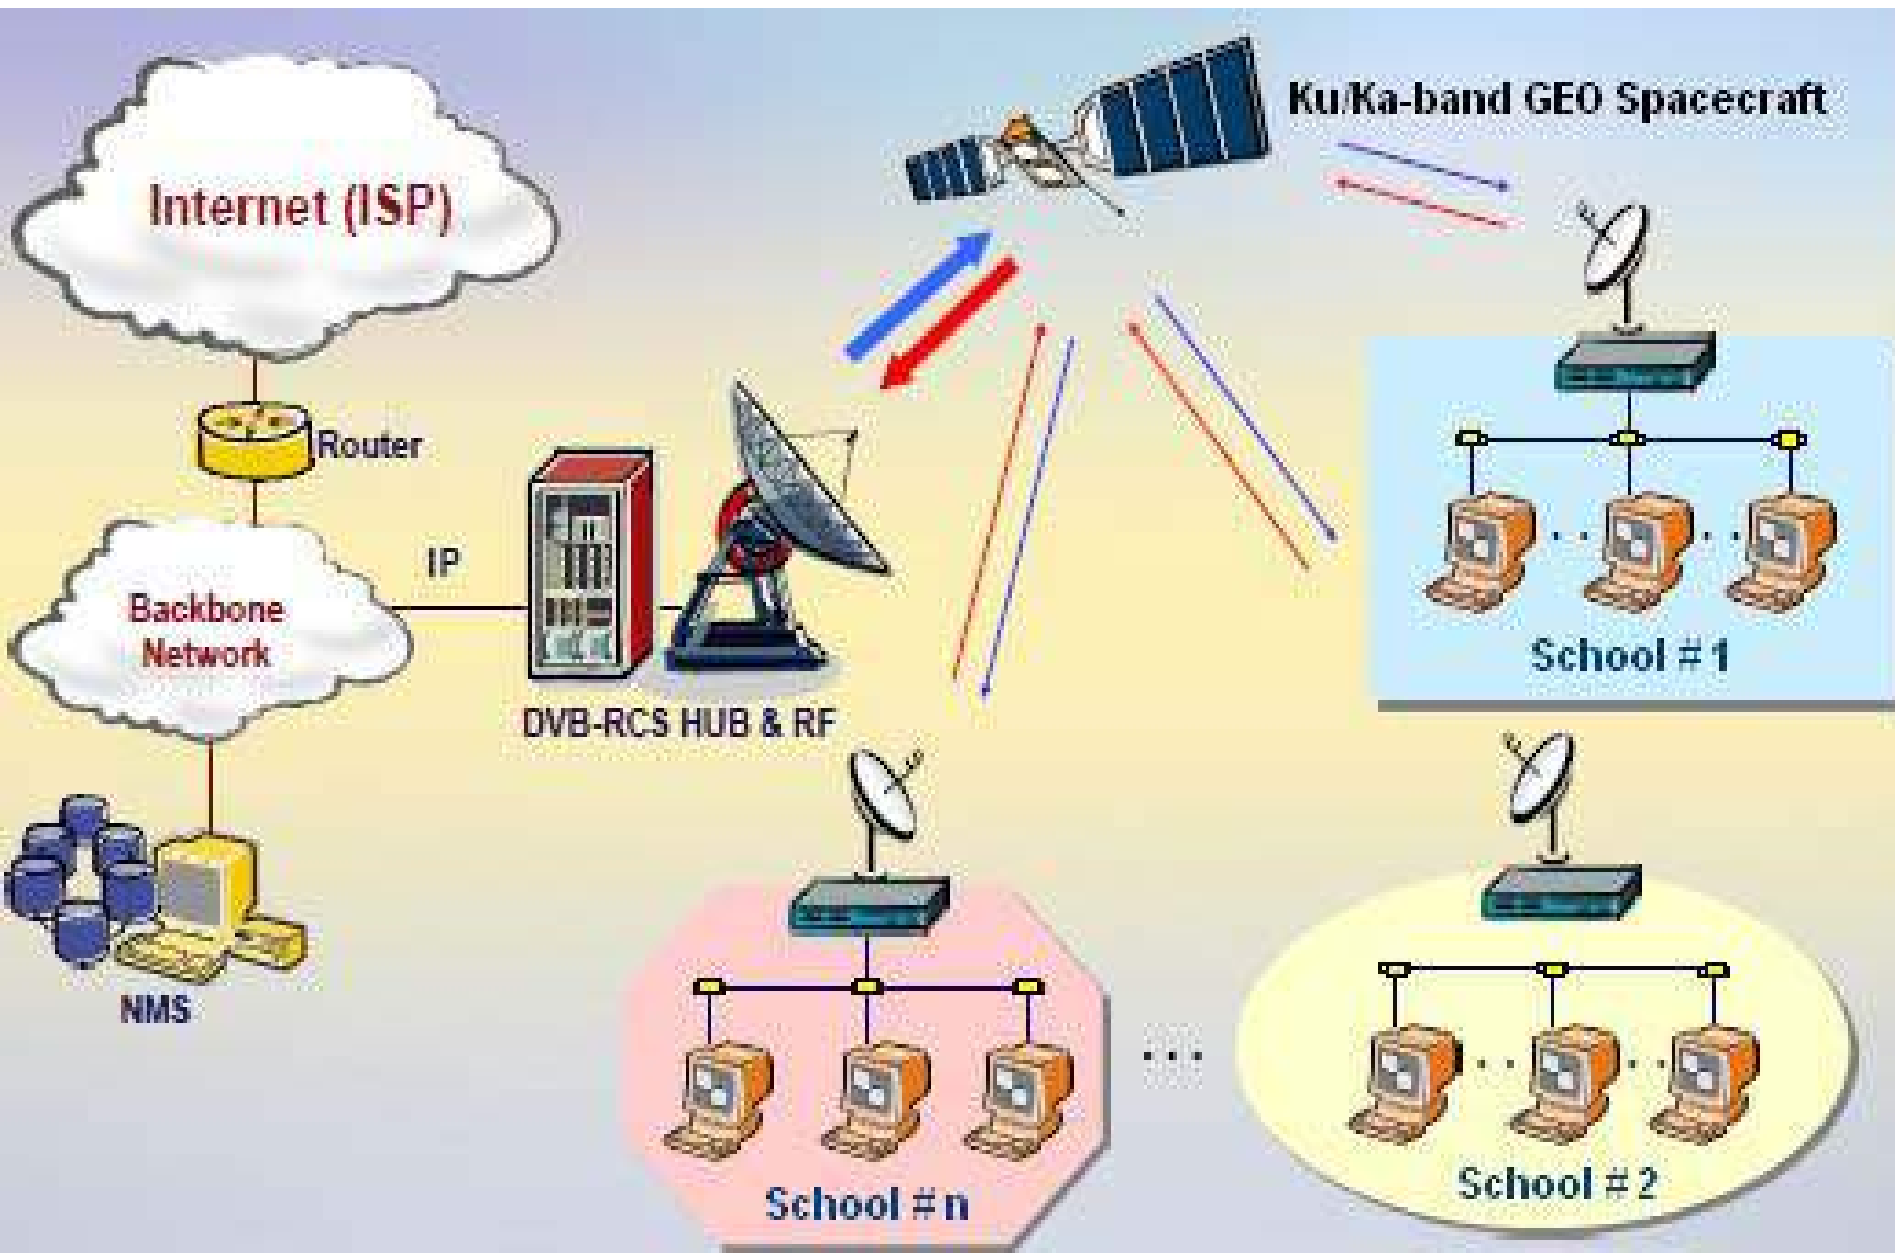 Ku/Ka-band GEO Spacecraft
Internet (ISP)
Router
IP
Backbone
Network
DVB-RCS HUB & RF
School # 1
NMS
School # n
...
School # 2